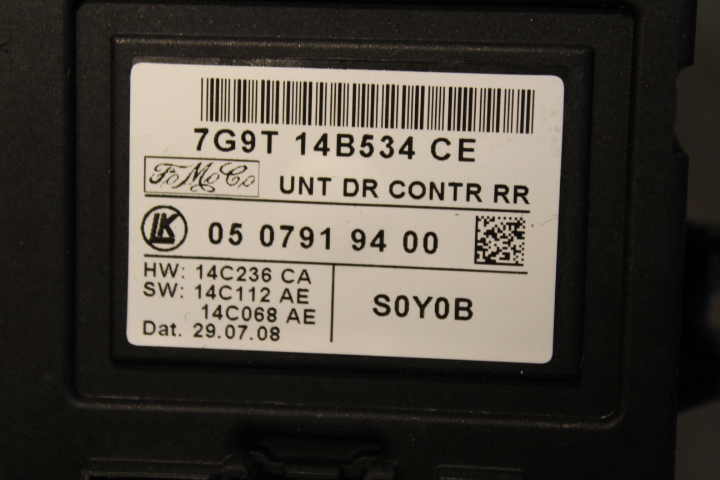 7G9T 14B534 CE
FoMoCo UNT DR CONTR RR
LK 05 0791 94 00
HW: 14C236 CA
SW: 14C112 AE
14C068 AE
Dat. 29.07.08
S0Y0B